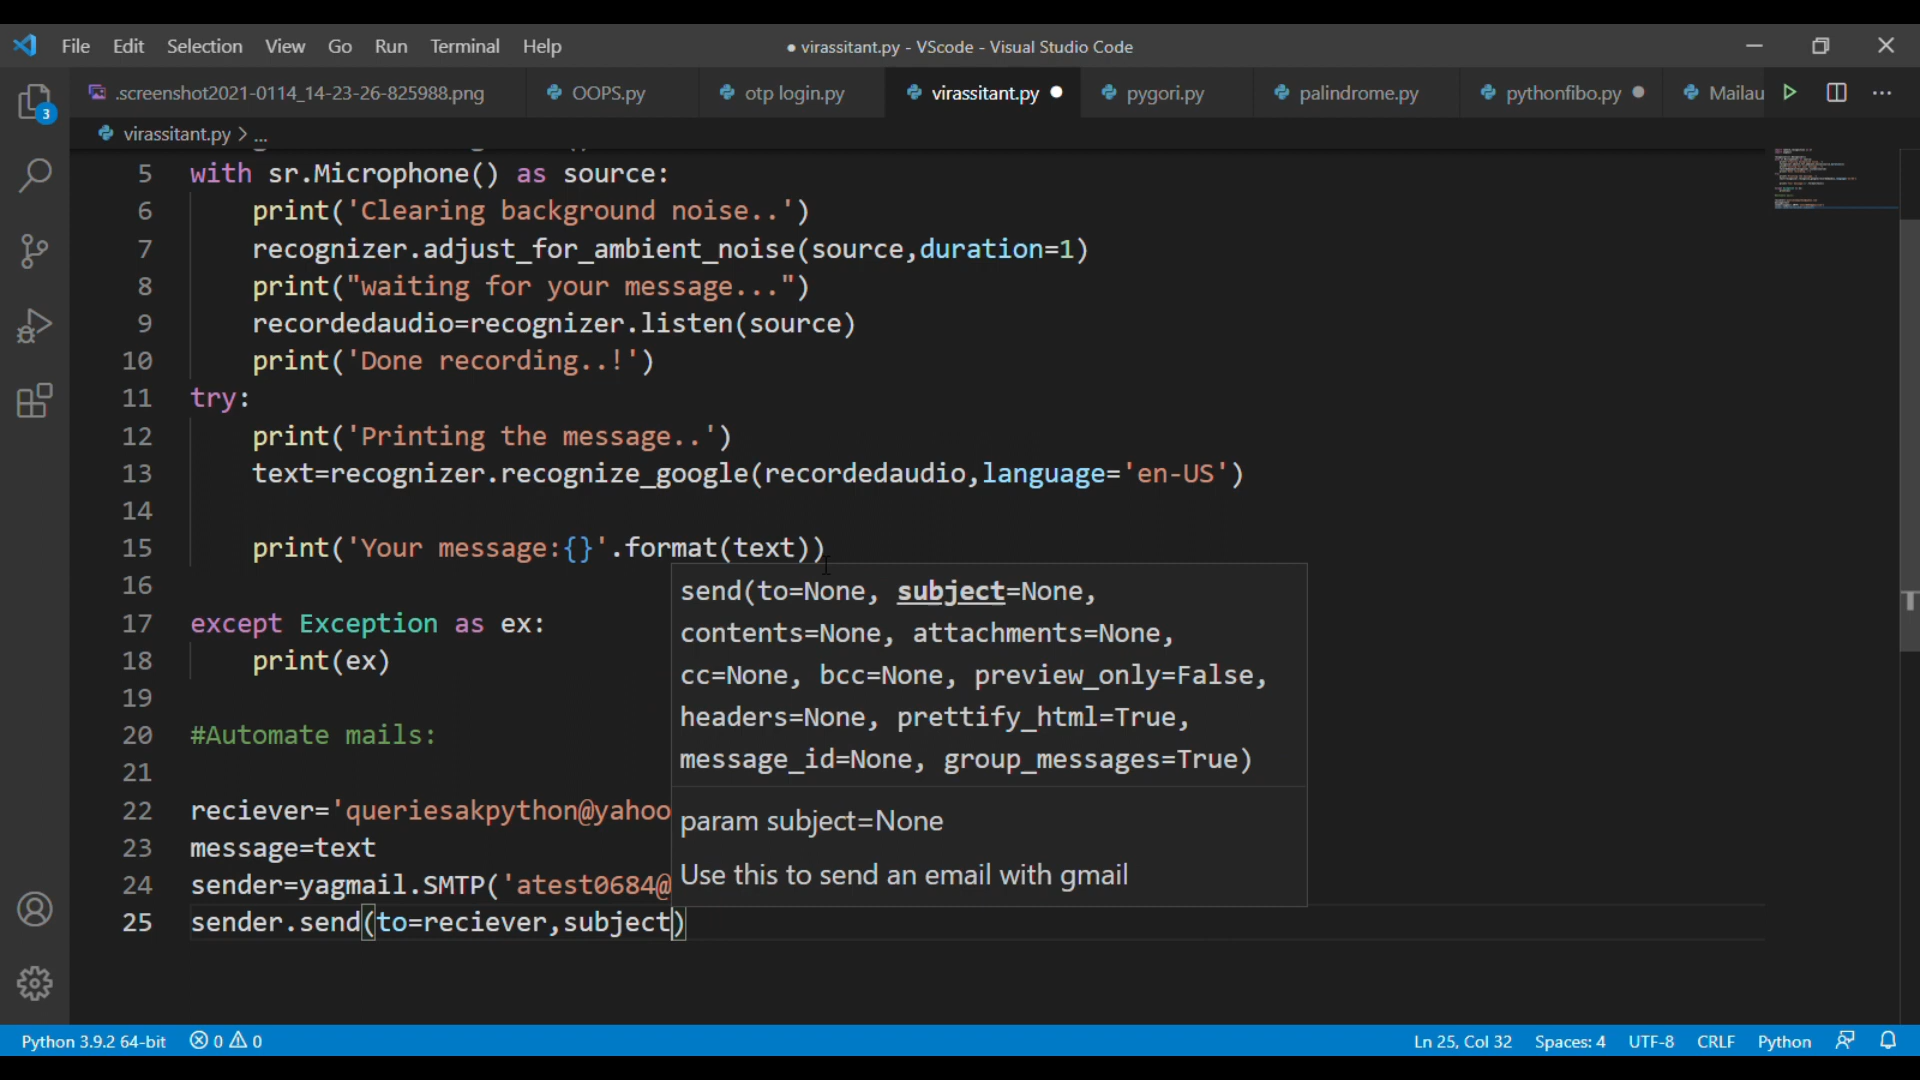 File Edit Selection View Go Run Terminal Help
● virassitant.py - VScode - Visual Studio Code
.screenshot2021-0114_14-23-26-825988.png OOPS.py otp login.py virassitant.py pygori.py palindrome.py pythonfibo.py Mailau
3
virassitant.py > ...
5 with sr.Microphone() as source:
6 print('Clearing background noise..')
7 recognizer.adjust_for_ambient_noise(source,duration=1)
8 print("waiting for your message...")
9 recordedaudio=recognizer.listen(source)
10 print('Done recording..!')
11 try:
12 print('Printing the message..')
13 text=recognizer.recognize_google(recordedaudio,language='en-US')
14
15 print('Your message:{}'.format(text))
16
17 except Exception as ex:
18 print(ex)
19
20 #Automate mails:
21
22 reciever='queriesakpython@yahoo
23 message=text
24 sender=yagmail.SMTP('atest0684@
25 sender.send(to=reciever,subject)
send(to=None, subject=None,
contents=None, attachments=None,
cc=None, bcc=None, preview_only=False,
headers=None, prettify_html=True,
message_id=None, group_messages=True)
param subject=None
Use this to send an email with gmail
Python 3.9.2 64-bit 0 0 Ln 25, Col 32 Spaces: 4 UTF-8 CRLF Python